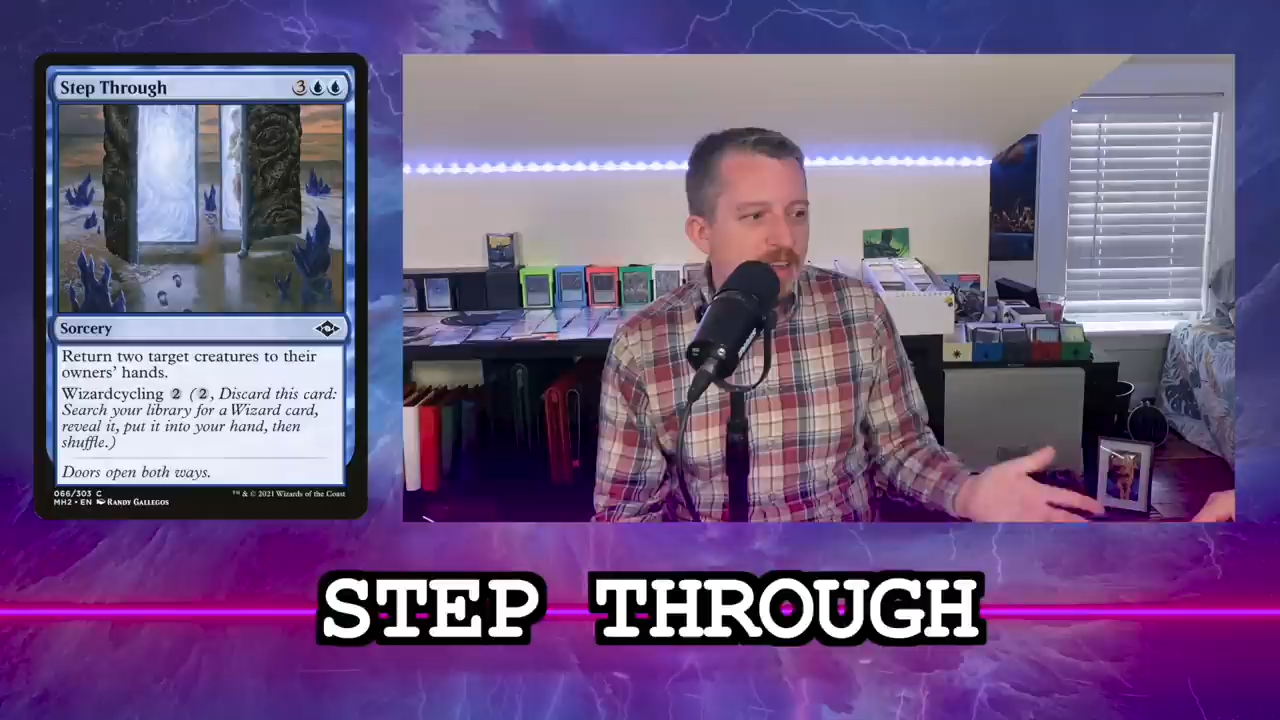 Step Through
3
Sorcery
Return two target creatures to their
owners' hands.
Wizardcycling 2 (2, Discard this card:
Search your library for a Wizard card,
reveal it, put it into your hand, then
shuffle.)
Doors open both ways.
066/303 C
MH2 • EN RANDY GALLEGOS
™ & © 2021 Wizards of the Coast
STEP THROUGH